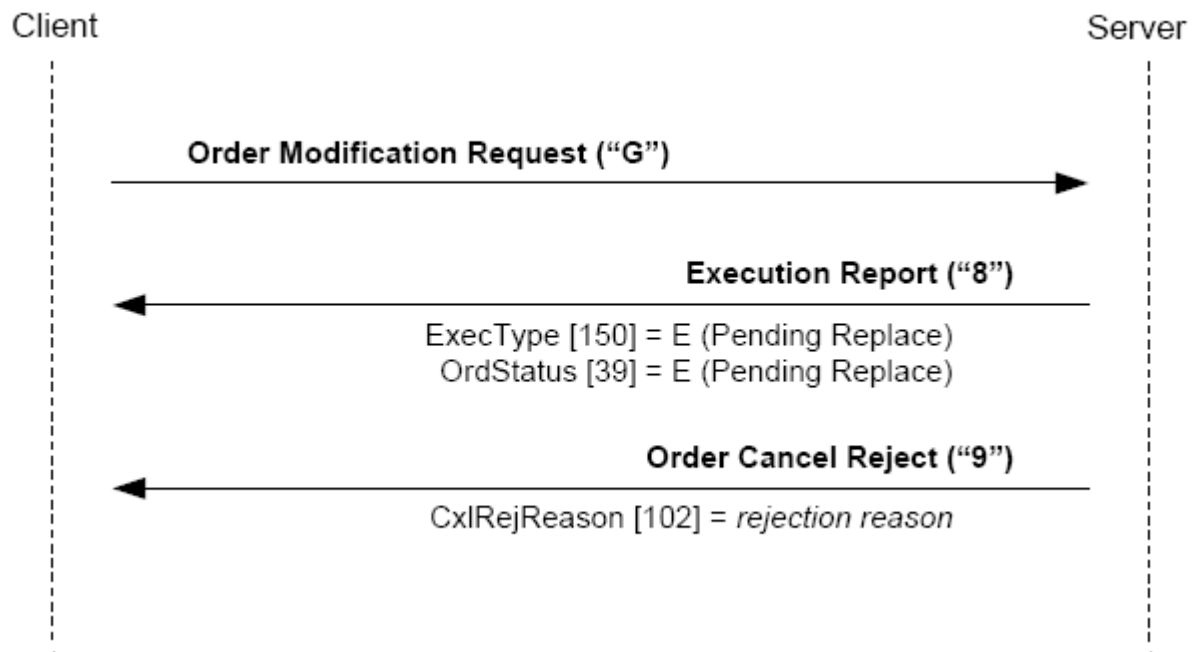 Client
Server
Order Modification Request (“G”)
Execution Report (“8”)
ExecType [150] = E (Pending Replace)
OrdStatus [39] = E (Pending Replace)
Order Cancel Reject (“9”)
CxlRejReason [102] = rejection reason